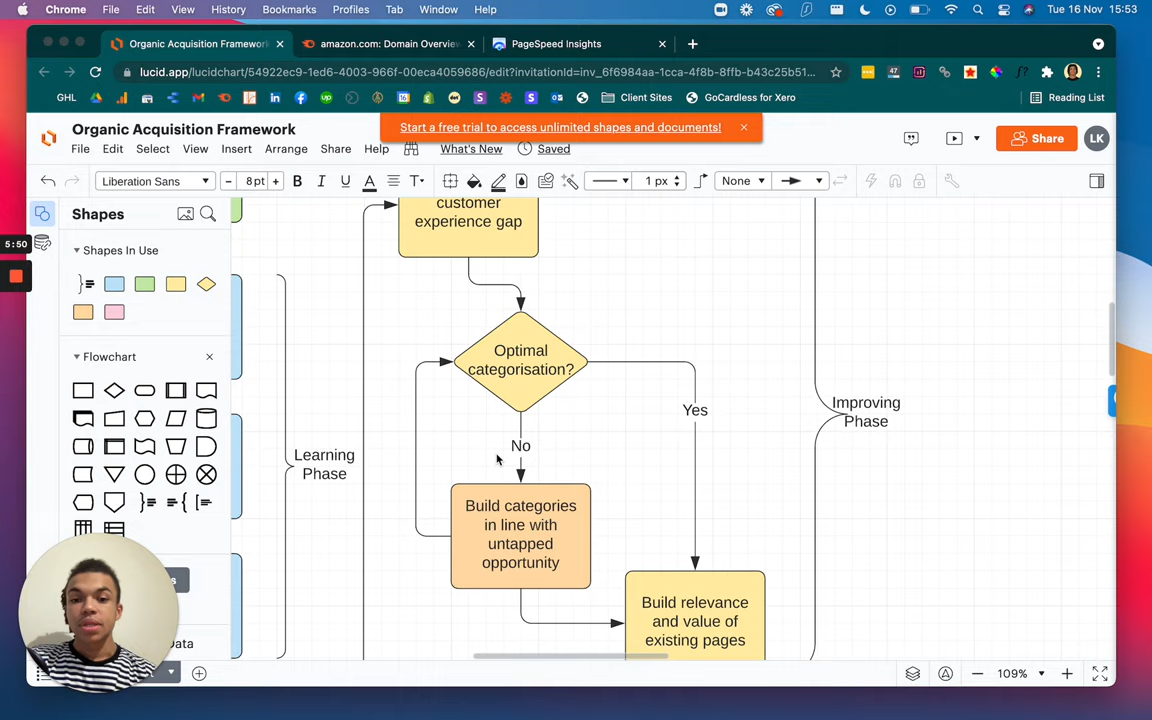 Chrome File Edit View History Bookmarks Profiles Tab Window Help Tue 16 Nov 15:53
Organic Acquisition Framework amazon.com: Domain Overview PageSpeed Insights
lucid.app/lucidchart/54922ec9-1ed6-4003-966f-00eca4059686/edit?invitationId=inv_6f6984aa-1cca-4f8b-8ffb-b43c25b51...
GHL Client Sites GoCardless for Xero Reading List
Organic Acquisition Framework
Start a free trial to access unlimited shapes and documents!
File Edit Select View Insert Arrange Share Help What's New Saved
Share LK
Liberation Sans 8 pt B I U A T 1 px None
Shapes
5:50
Shapes In Use
Flowchart
Data
customer
experience gap
Optimal
categorisation?
Yes
No
Improving
Phase
Learning
Phase
Build categories
in line with
untapped
opportunity
Build relevance
and value of
existing pages
109%